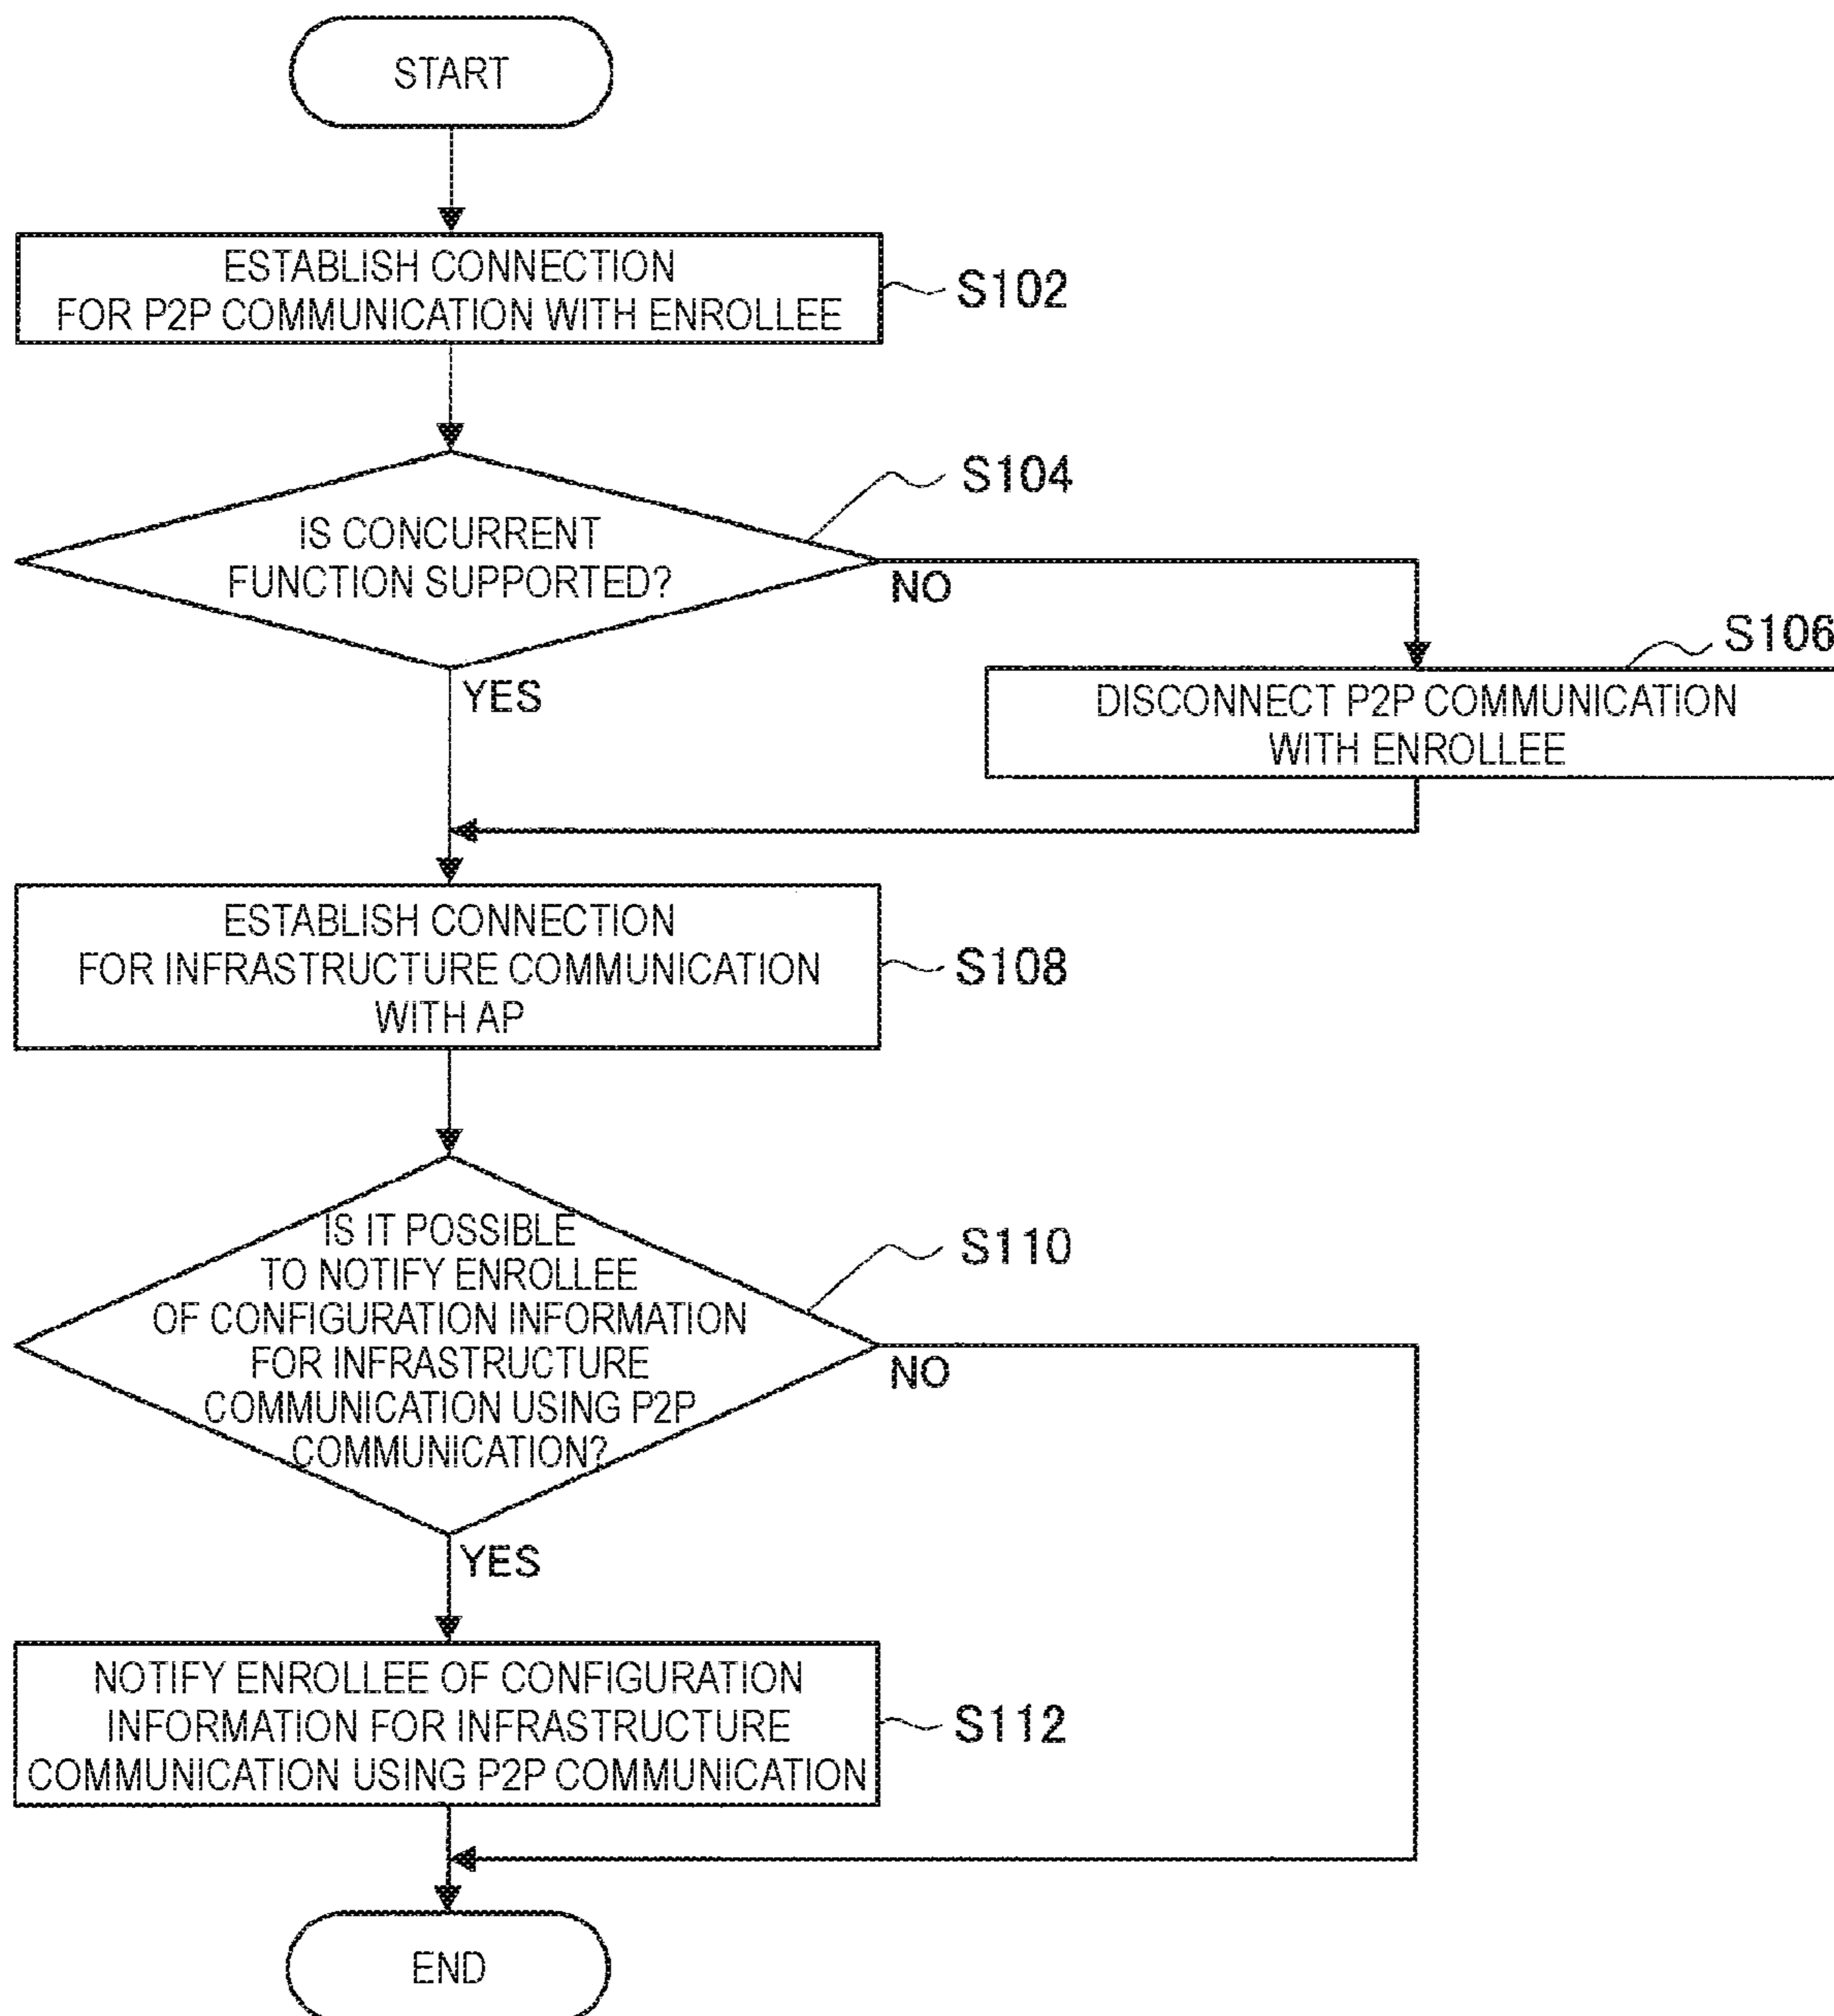 START
ESTABLISH CONNECTION
FOR P2P COMMUNICATION WITH ENROLLEE
S102
S104
IS CONCURRENT
FUNCTION SUPPORTED?
NO
YES
S106
DISCONNECT P2P COMMUNICATION
WITH ENROLLEE
ESTABLISH CONNECTION
FOR INFRASTRUCTURE COMMUNICATION
WITH AP
S108
S110
IS IT POSSIBLE
TO NOTIFY ENROLLEE
OF CONFIGURATION INFORMATION
FOR INFRASTRUCTURE
COMMUNICATION USING P2P
COMMUNICATION?
NO
YES
NOTIFY ENROLLEE OF CONFIGURATION
INFORMATION FOR INFRASTRUCTURE
COMMUNICATION USING P2P COMMUNICATION
S112
END